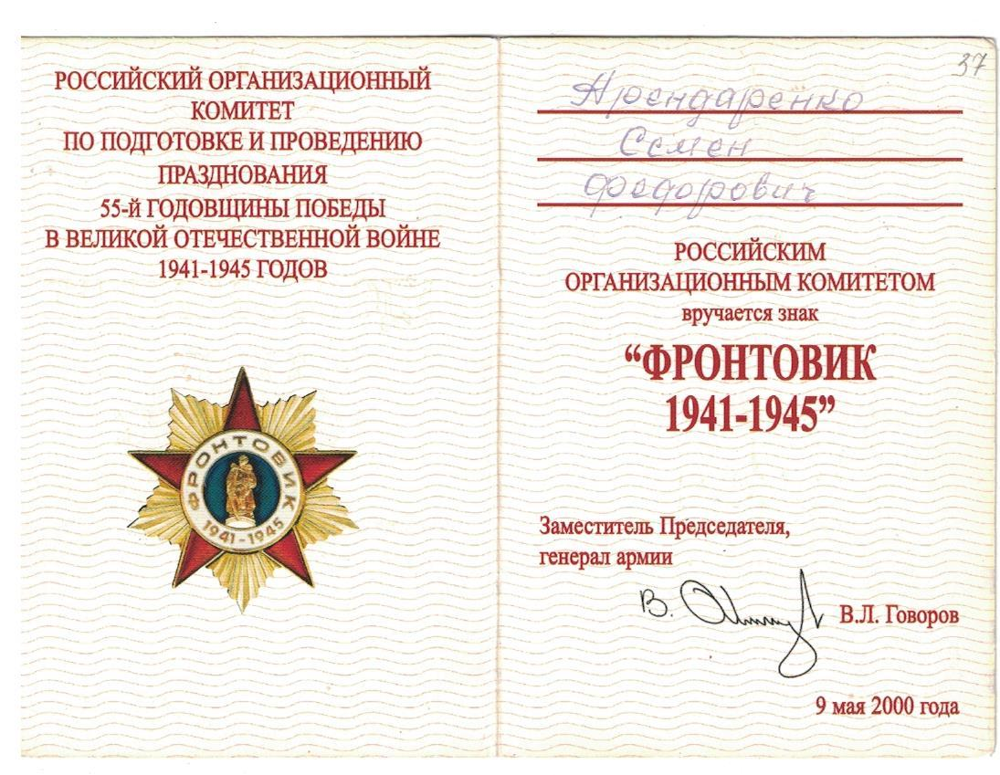 РОССИЙСКИЙ ОРГАНИЗАЦИОННЫЙ
КОМИТЕТ
ПО ПОДГОТОВКЕ И ПРОВЕДЕНИЮ
ПРАЗДНОВАНИЯ
55-й ГОДОВЩИНЫ ПОБЕДЫ
В ВЕЛИКОЙ ОТЕЧЕСТВЕННОЙ ВОЙНЕ
1941-1945 ГОДОВ
ФРОНТОВИК
1941-1945
37
Арендаренко
Семен
Федорович
РОССИЙСКИМ
ОРГАНИЗАЦИОННЫМ КОМИТЕТОМ
вручается знак
“ФРОНТОВИК
1941-1945”
Заместитель Председателя,
генерал армии
В.
В.Л. Говоров
9 мая 2000 года